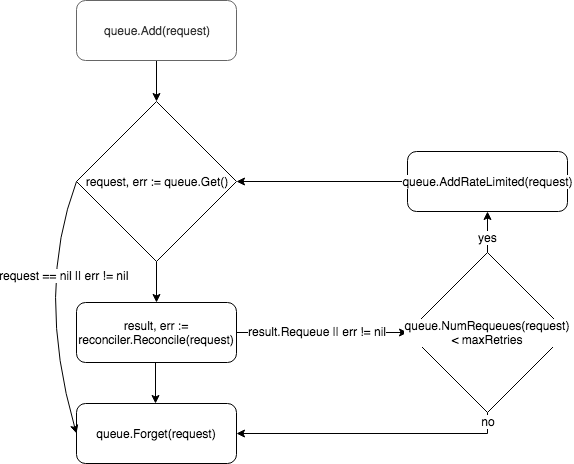 queue.Add(request)
request, err := queue.Get()
queue.AddRateLimited(request)
yes
request == nil || err != nil
result, err :=
reconciler.Reconcile(request)
result.Requeue || err != nil
queue.NumRequeues(request)
< maxRetries
no
queue.Forget(request)